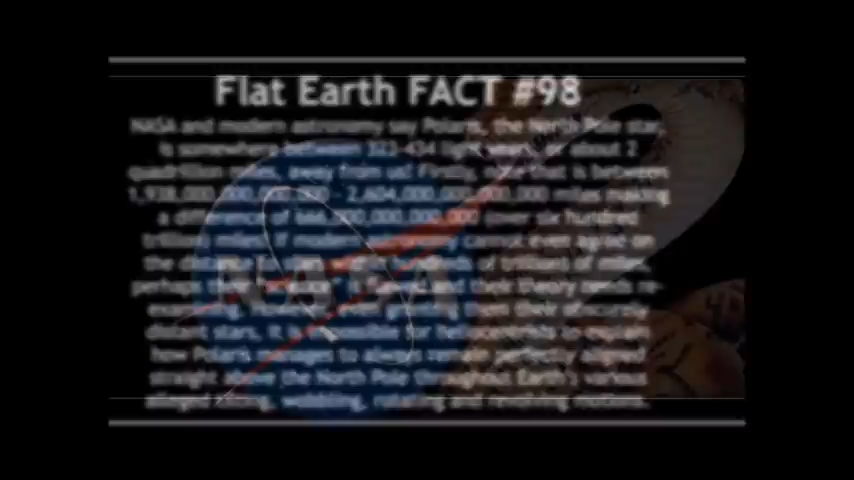 Flat Earth FACT #98
NASA and modern astronomy say Polaris, the North Pole star,
is somewhere between 323-434 light years, or about 2
quadrillion miles, away from us! Firstly, note that is between
1,938,000,000,000,000 - 2,604,000,000,000,000 miles making
a difference of 666,000,000,000,000 (over six hundred
trillion) miles! If modern astronomy cannot even agree on
the distance to stars within hundreds of trillions of miles,
perhaps their is and their theory needs re-
examining. However, even granting them their obscurely
distant stars, it is impossible for heliocentrists to explain
how Polaris manages to always remain perfectly aligned
straight above the North Pole throughout Earth's various
alleged tilting, wobbling, rotating and revolving motions.
NASA